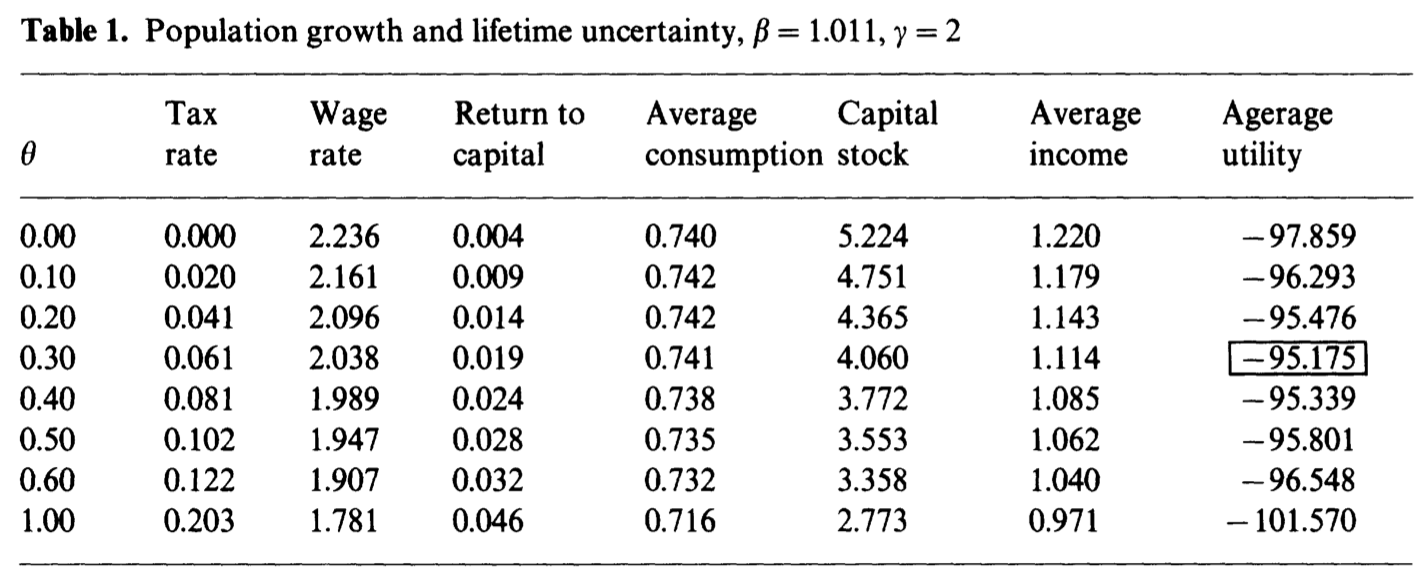 Table 1. Population growth and lifetime uncertainty, β = 1.011, γ = 2
θ Tax rate Wage rate Return to capital Average consumption Capital stock Average income Agerage utility
0.00 0.000 2.236 0.004 0.740 5.224 1.220 −97.859
0.10 0.020 2.161 0.009 0.742 4.751 1.179 −96.293
0.20 0.041 2.096 0.014 0.742 4.365 1.143 −95.476
0.30 0.061 2.038 0.019 0.741 4.060 1.114 −95.175
0.40 0.081 1.989 0.024 0.738 3.772 1.085 −95.339
0.50 0.102 1.947 0.028 0.735 3.553 1.062 −95.801
0.60 0.122 1.907 0.032 0.732 3.358 1.040 −96.548
1.00 0.203 1.781 0.046 0.716 2.773 0.971 −101.570